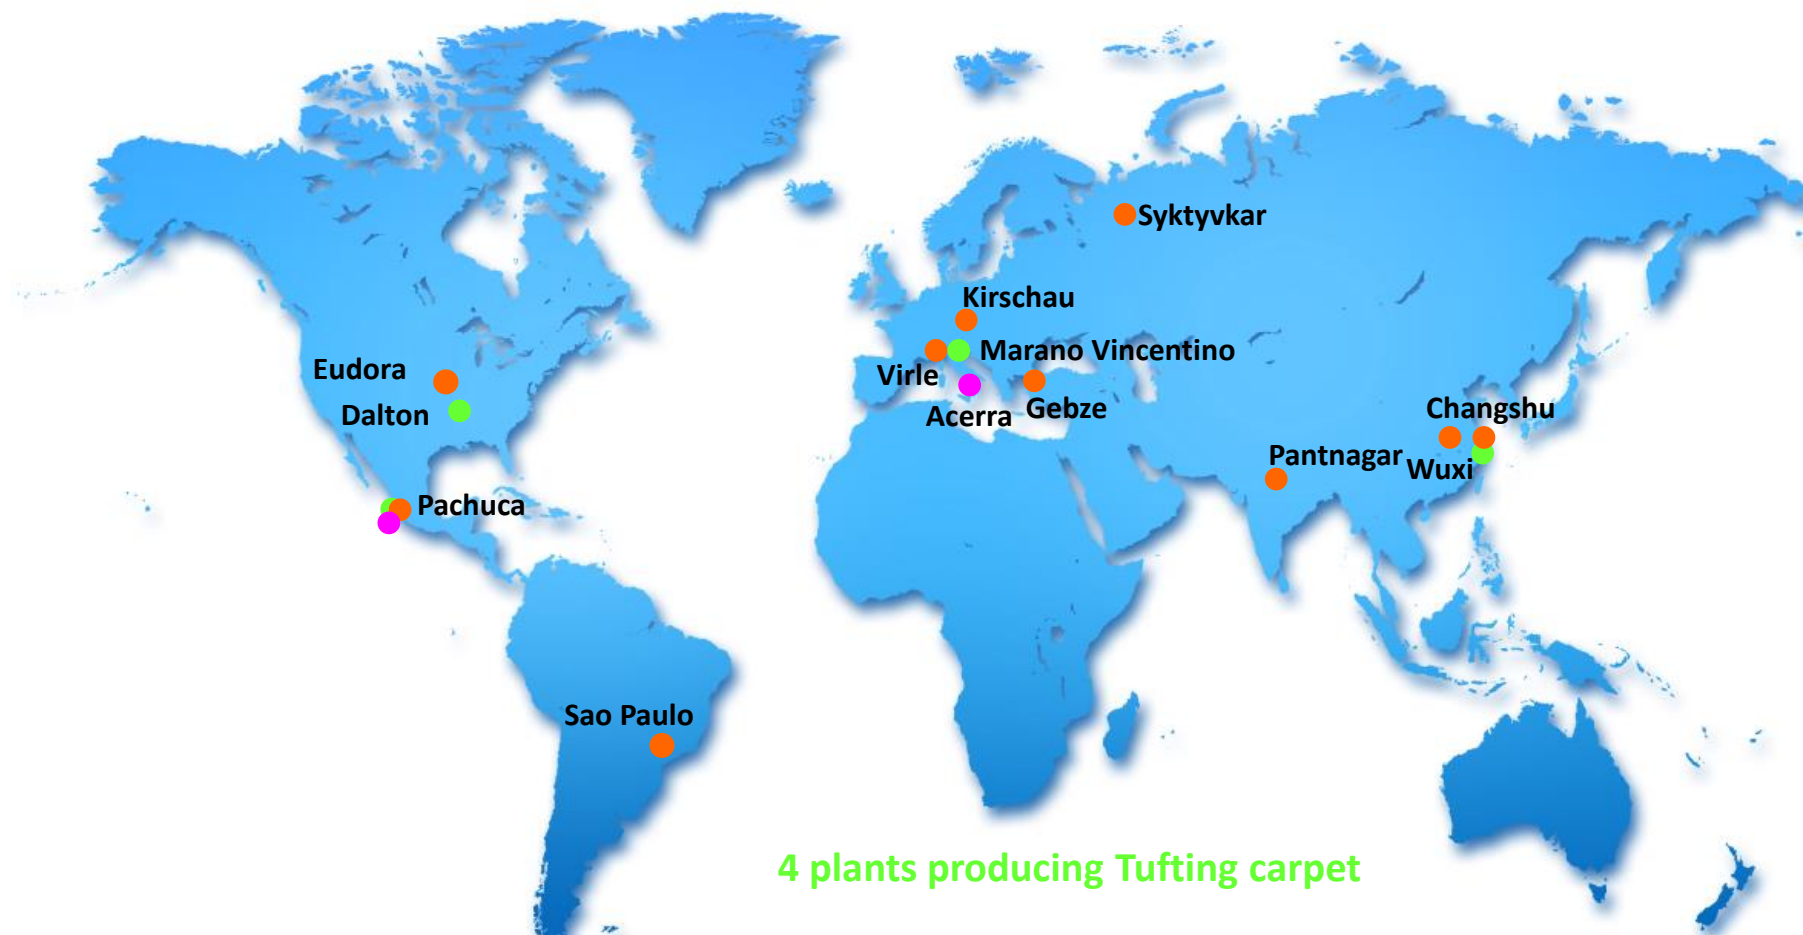 Syktyvkar
Kirschau
Marano Vincentino
Eudora
Virle
Dalton
Acerra
Gebze
Changshu
Pantnagar
Wuxi
Pachuca
Sao Paulo
4 plants producing Tufting carpet